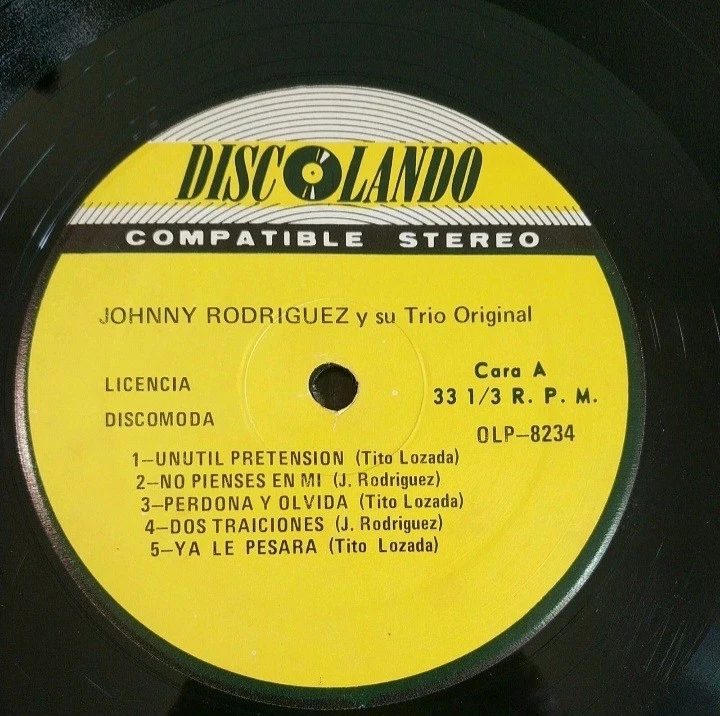 DISCOLANDO
COMPATIBLE STEREO
JOHNNY RODRIGUEZ y su Trio Original
LICENCIA
DISCOMODA
Cara A
33 1/3 R. P. M.
OLP-8234
1-UNUTIL PRETENSION (Tito Lozada)
2-NO PIENSES EN MI (J. Rodriguez)
3-PERDONA Y OLVIDA (Tito Lozada)
4-DOS TRAICIONES (J. Rodriguez)
5-YA LE PESARA (Tito Lozada)